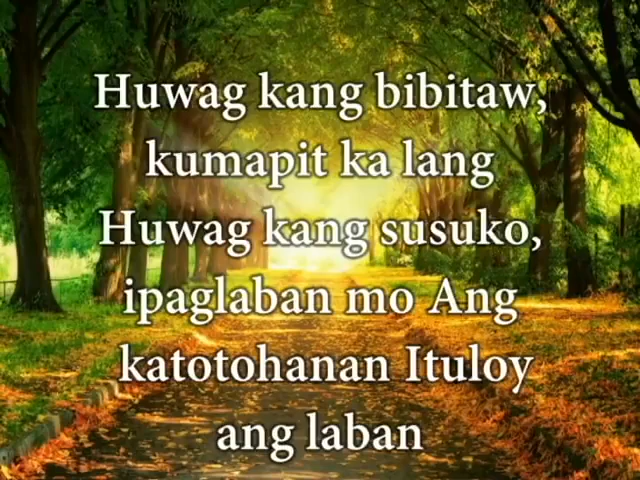 Huwag kang bibitaw,
kumapit ka lang
Huwag kang susuko,
ipaglaban mo Ang
katotohanan Ituloy
ang laban